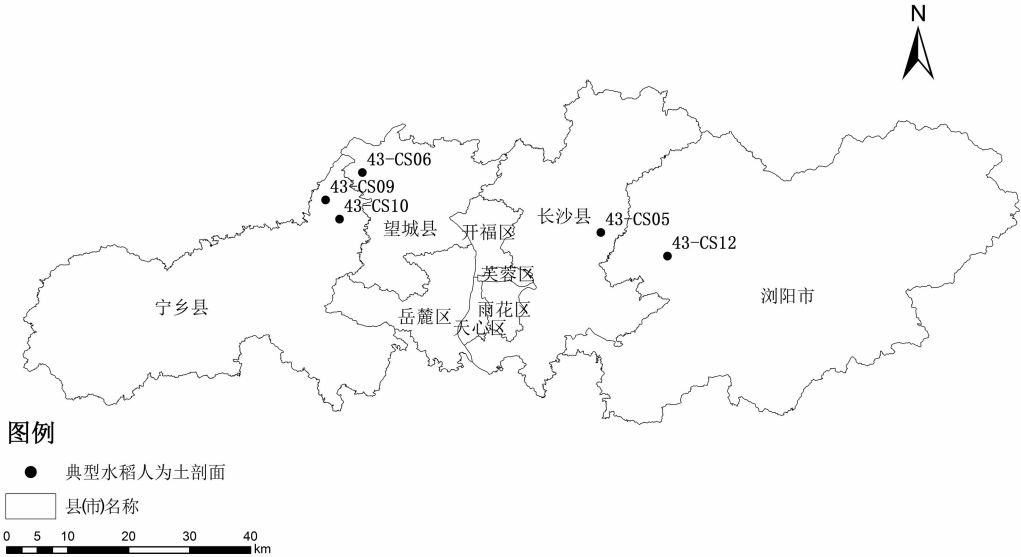 N
43-CS06
43-CS09
43-CS10
望城县
开福区
长沙县
43-CS05
43-CS12
芙蓉区
宁乡县
岳麓区
雨花区
天心区
浏阳市
图例
典型水稻人为土剖面
县(市)名称
0 5 10 20 30 40
km